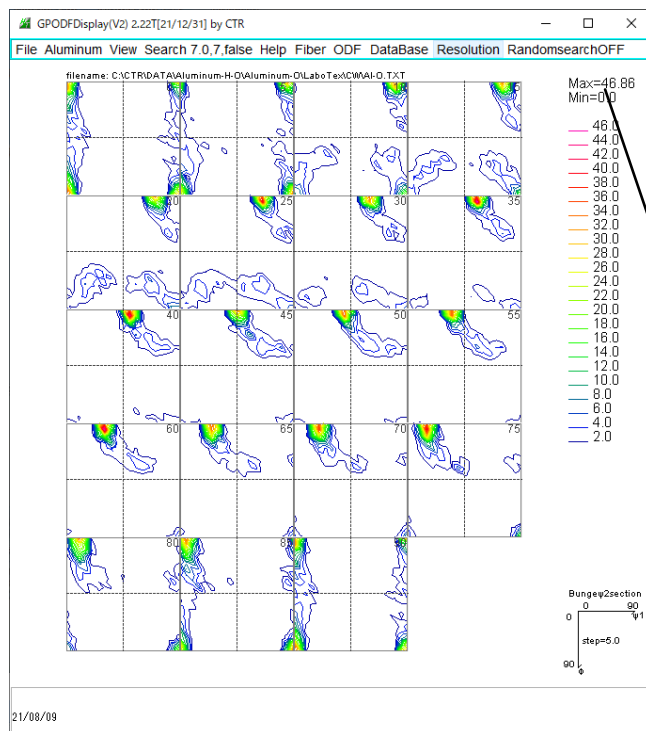 GPODFDisplay(V2) 2.22T[21/12/31] by CTR
File Aluminum View Search 7.0,7,false Help Fiber ODF DataBase Resolution RandomsearchOFF
filename: C:\CTR\DATA\Aluminum-H-O\Aluminum-O\LaboTex\CWAl-O.TXT
Max=46.86
Min=0.0
46.0
44.0
42.0
40.0
38.0
36.0
34.0
32.0
30.0
28.0
26.0
24.0
22.0
20.0
18.0
16.0
14.0
12.0
10.0
8.0
6.0
4.0
2.0
20 25 30 35
40 45 50 55
60 65 70 75
80
Bungeψ2section
0 90
0 ψ1
step=5.0
90
Φ
21/08/09